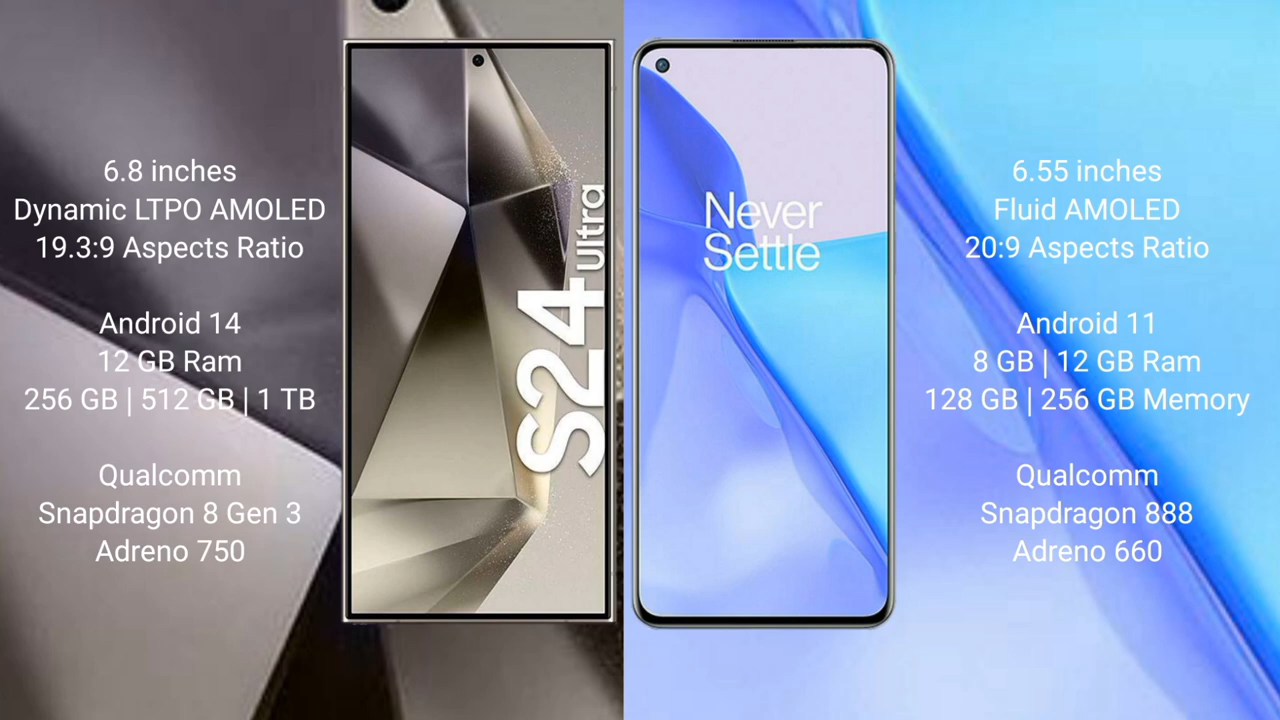 6.8 inches
Dynamic LTPO AMOLED
19.3:9 Aspects Ratio
Android 14
12 GB Ram
256 GB | 512 GB | 1 TB
Qualcomm
Snapdragon 8 Gen 3
Adreno 750
S24 Ultra
Never
Settle
6.55 inches
Fluid AMOLED
20:9 Aspects Ratio
Android 11
8 GB | 12 GB Ram
128 GB | 256 GB Memory
Qualcomm
Snapdragon 888
Adreno 660